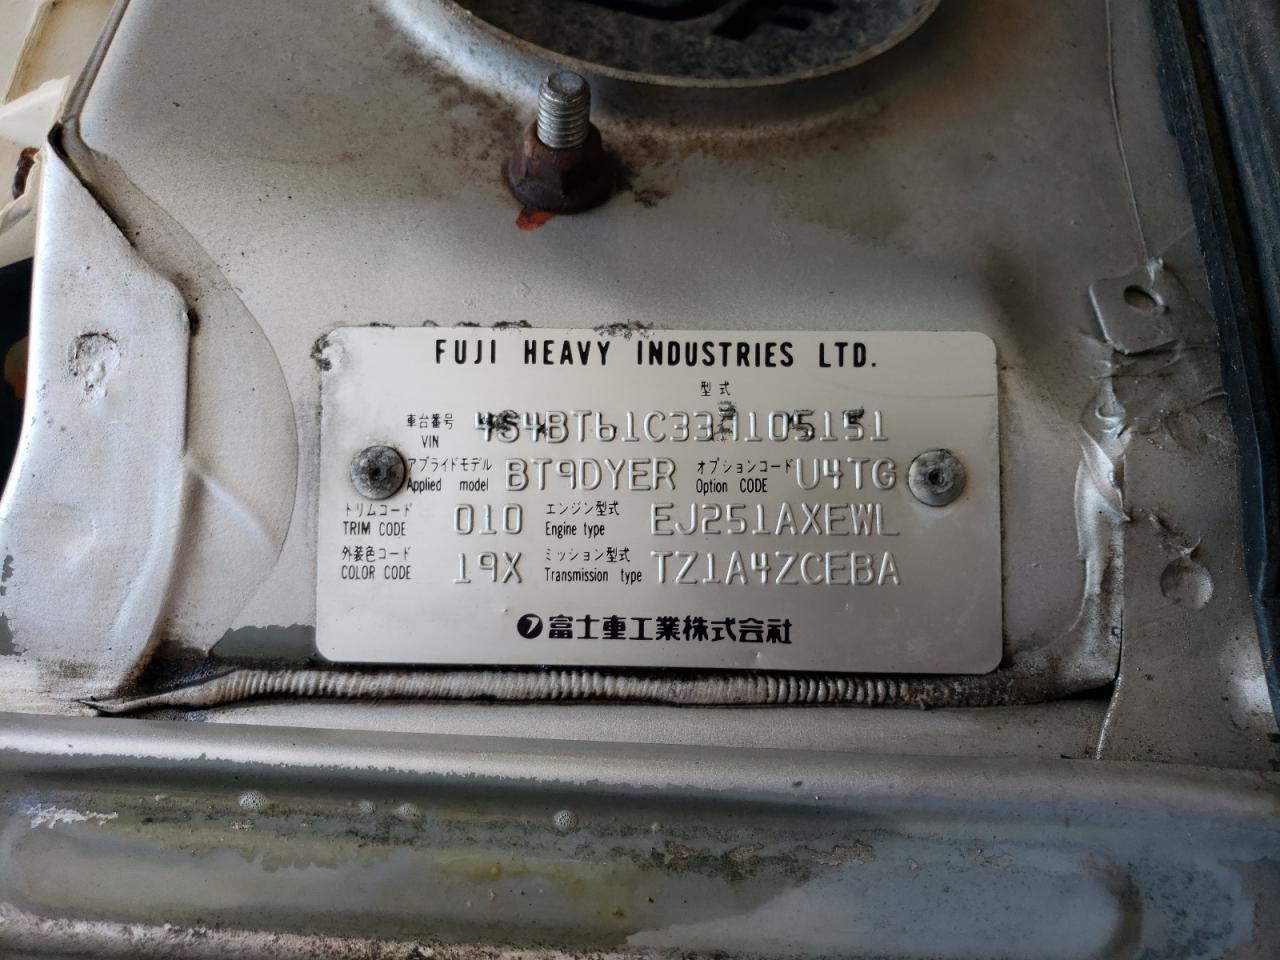 FUJI HEAVY INDUSTRIES LTD.
型式
車台番号 VIN 4S4BT61C337105151
アプライドモデル Applied model BT9DYER オプションコード Option CODE U4TG
トリムコード TRIM CODE 010 エンジン型式 Engine type EJ251AXEWL
外装色コード COLOR CODE 19X ミッション型式 Transmission type TZ1A4ZCEBA
富士重工業株式会社